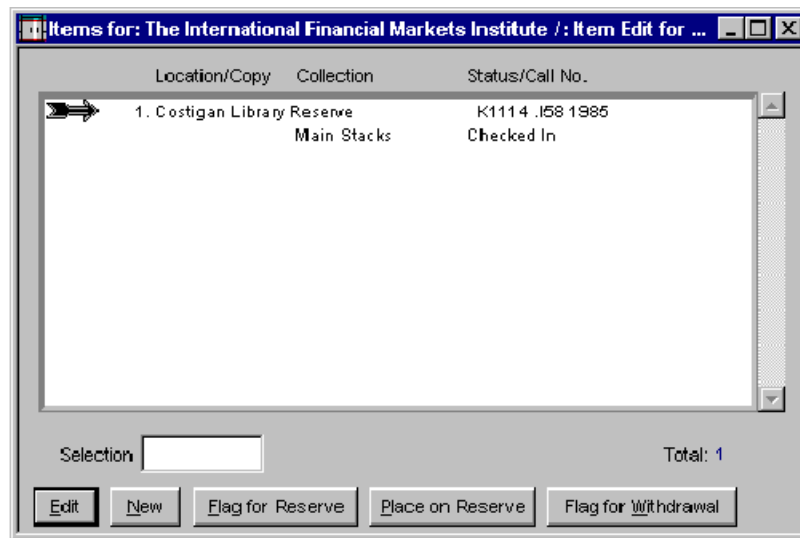 Items for: The International Financial Markets Institute /: Item Edit for ...
Location/Copy Collection Status/Call No.
1. Costigan Library Reserve K1114 .I58 1985
Main Stacks Checked In
Selection Total: 1
Edit New Flag for Reserve Place on Reserve Flag for Withdrawal